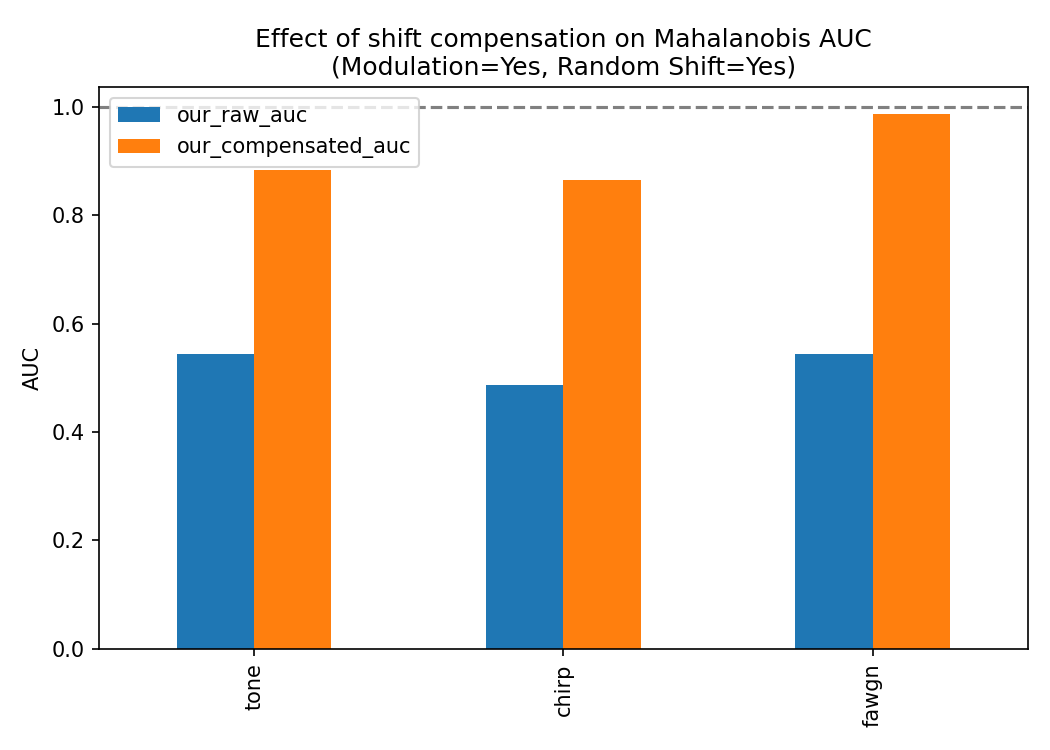 Effect of shift compensation on Mahalanobis AUC
(Modulation=Yes, Random Shift=Yes)
our_raw_auc
our_compensated_auc
AUC
1.0
0.8
0.6
0.4
0.2
0.0
tone
chirp
fawgn